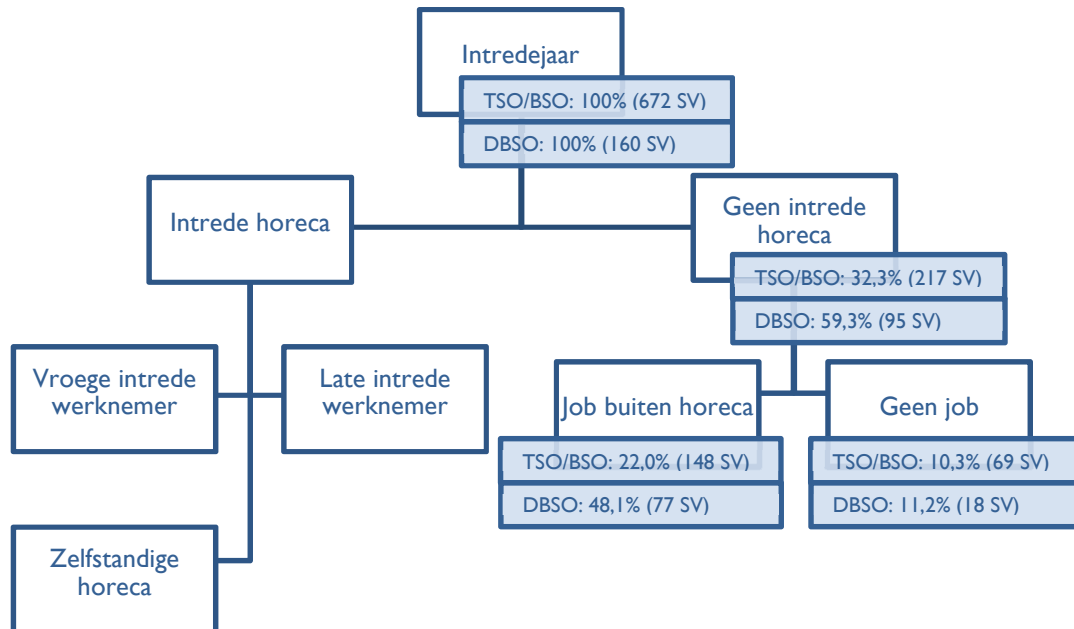 Intredejaar
TSO/BSO: 100% (672 SV)
DBSO: 100% (160 SV)
Intrede horeca
Geen intrede
horeca
TSO/BSO: 32,3% (217 SV)
DBSO: 59,3% (95 SV)
Vroege intrede
werknemer
Late intrede
werknemer
Job buiten horeca
TSO/BSO: 22,0% (148 SV)
DBSO: 48,1% (77 SV)
Geen job
TSO/BSO: 10,3% (69 SV)
DBSO: 11,2% (18 SV)
Zelfstandige
horeca